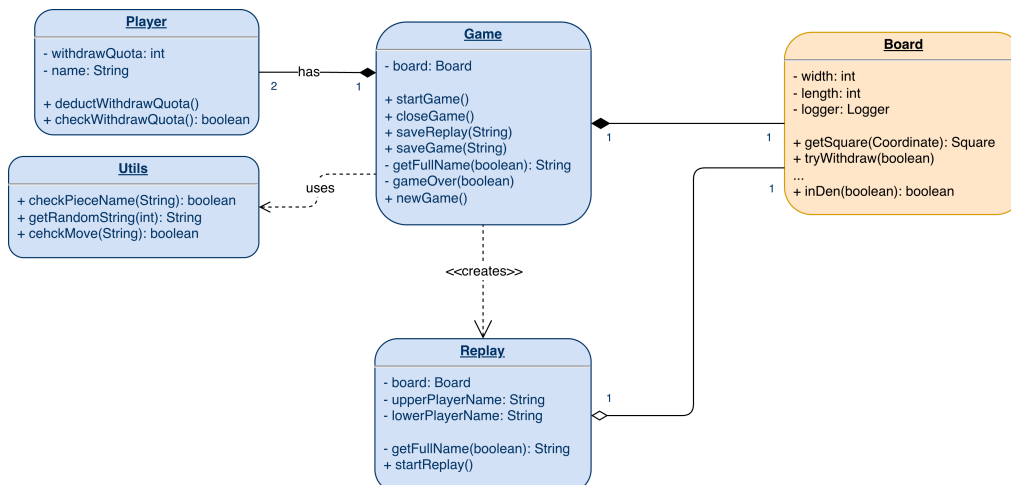 Player
- withdrawQuota: int
- name: String
+ deductWithdrawQuota()
+ checkWithdrawQuota(): boolean
has
2
1
Game
- board: Board
+ startGame()
+ closeGame()
+ saveReplay(String)
+ saveGame(String)
- getFullName(boolean): String
- gameOver(boolean)
+ newGame()
1
1
Board
- width: int
- length: int
- logger: Logger
+ getSquare(Coordinate): Square
+ tryWithdraw(boolean)
...
+ inDen(boolean): boolean
1
Utils
+ checkPieceName(String): boolean
+ getRandomString(int): String
+ cehckMove(String): boolean
uses
<<creates>>
Replay
- board: Board
- upperPlayerName: String
- lowerPlayerName: String
- getFullName(boolean): String
+ startReplay()
1